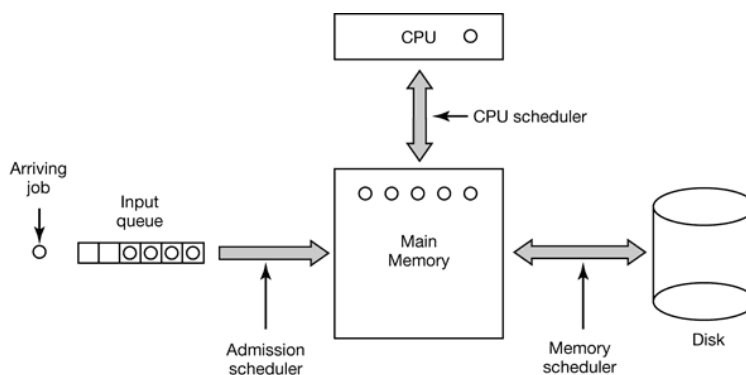 CPU
CPU scheduler
Arriving
job
Input
queue
Main
Memory
Admission
scheduler
Memory
scheduler
Disk